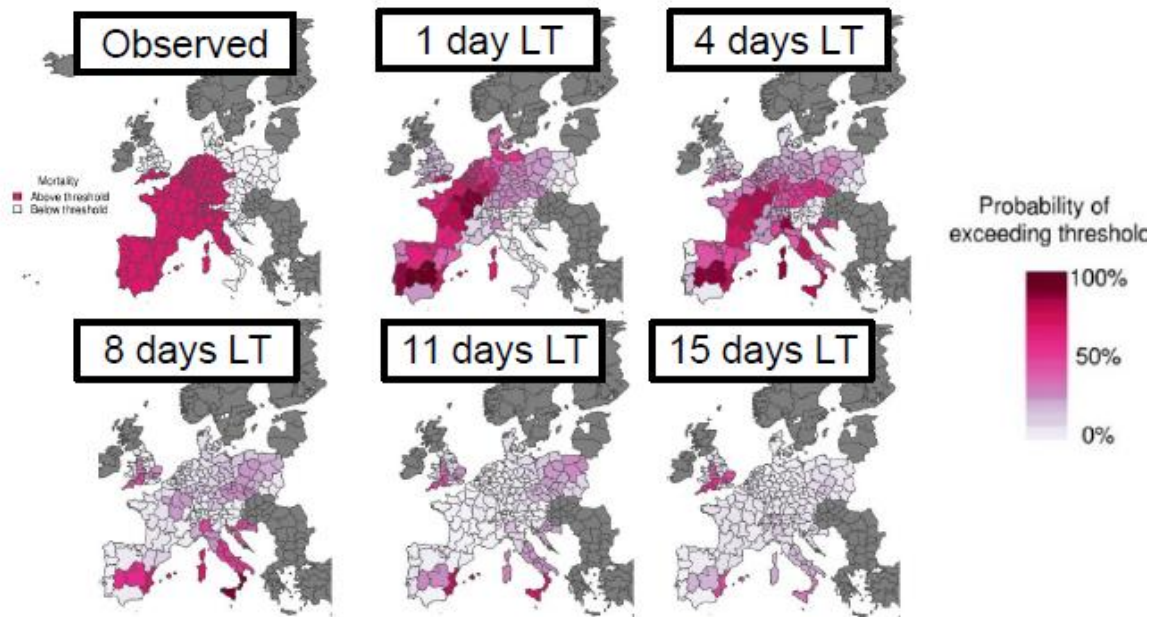 Observed
1 day LT
4 days LT
Mortality
Above threshold
Below threshold
Probability of
exceeding threshold
100%
50%
0%
8 days LT
11 days LT
15 days LT